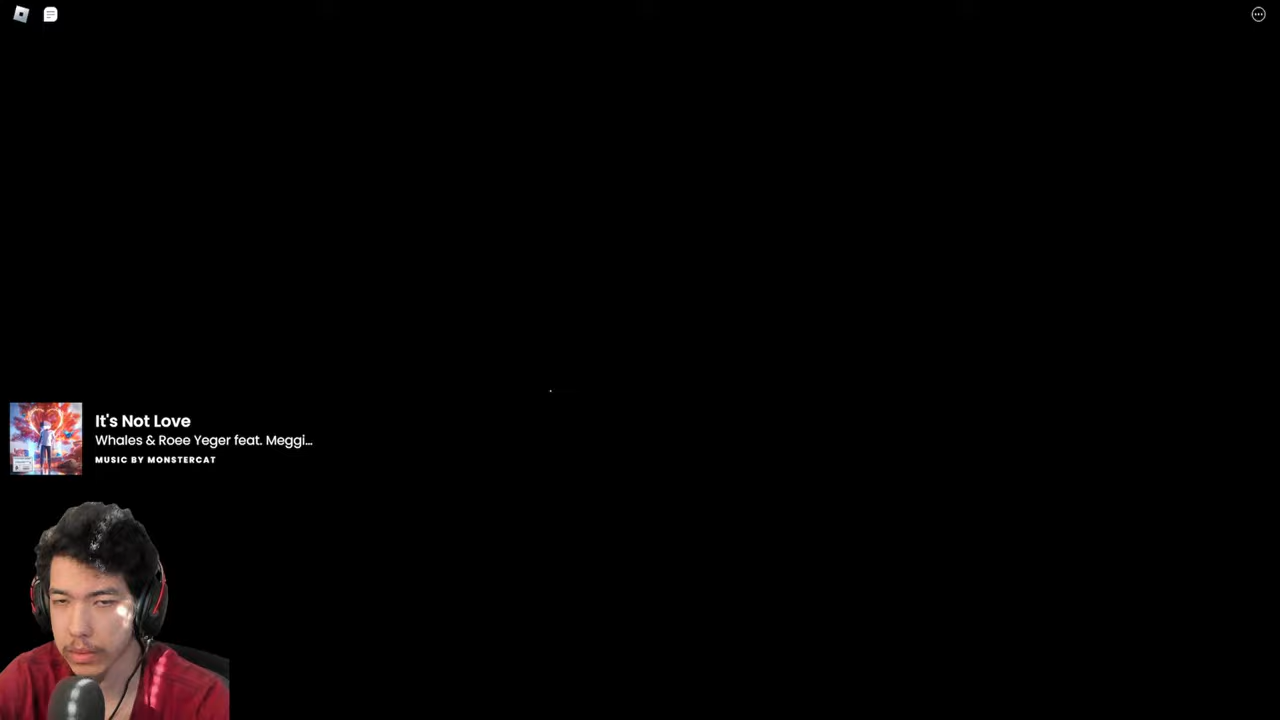 It's Not Love
Whales & Roee Yeger feat. Meggi...
MUSIC BY MONSTERCAT